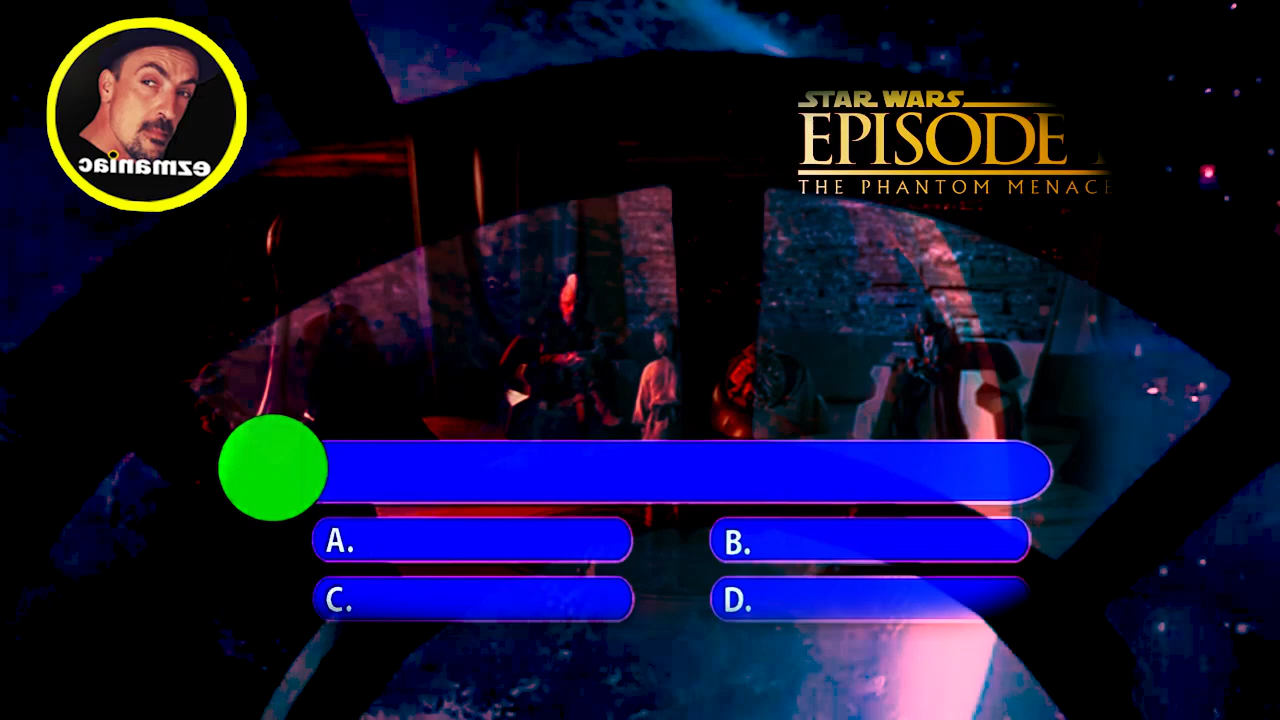 ezmaniac
STAR WARS
EPISODE I
THE PHANTOM MENACE
A.
B.
C.
D.